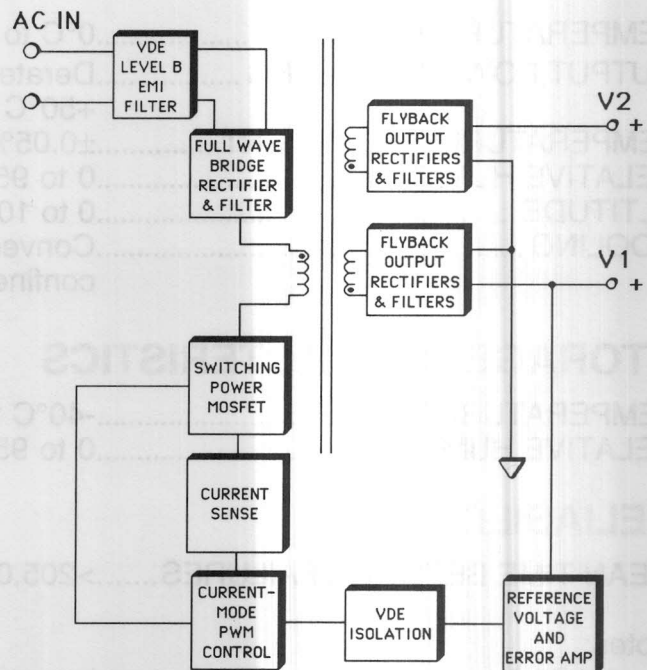 AC IN
VDE
LEVEL B
EMI
FILTER
FULL WAVE
BRIDGE
RECTIFIER
& FILTER
FLYBACK
OUTPUT
RECTIFIERS
& FILTERS
V2
+
FLYBACK
OUTPUT
RECTIFIERS
& FILTERS
V1
+
SWITCHING
POWER
MOSFET
CURRENT
SENSE
CURRENT-
MODE
PWM
CONTROL
VDE
ISOLATION
REFERENCE
VOLTAGE
AND
ERROR AMP